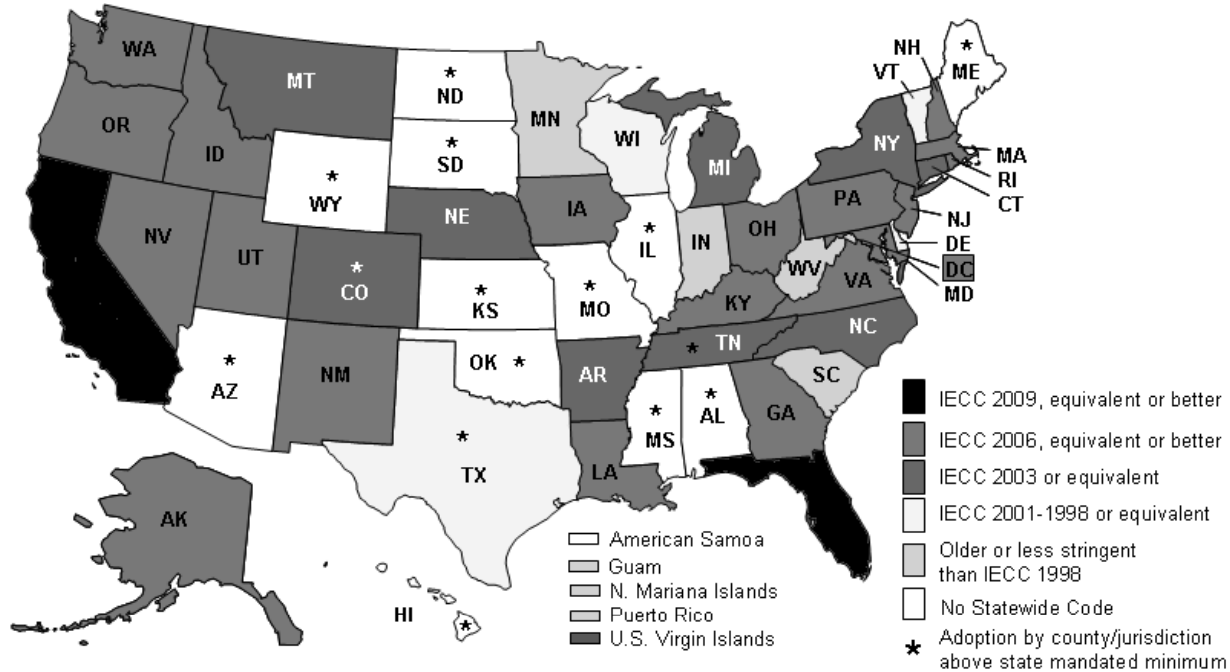 WA
MT
★
ND
MN
NH
VT
★
ME
OR
ID
★
SD
WI
MI
NY
MA
RI
CT
★
WY
NE
IA
PA
NJ
NV
UT
★
CO
★
IL
IN
OH
WV
DE
DC
MD
★
KS
★
MO
KY
VA
★
AZ
NM
OK ★
AR
★ TN
NC
SC
★
TX
LA
★
MS
★
AL
GA
AK
HI
★
IECC 2009, equivalent or better
IECC 2006, equivalent or better
IECC 2003 or equivalent
IECC 2001-1998 or equivalent
Older or less stringent
than IECC 1998
No Statewide Code
★ Adoption by county/jurisdiction
above state mandated minimum
American Samoa
Guam
N. Mariana Islands
Puerto Rico
U.S. Virgin Islands